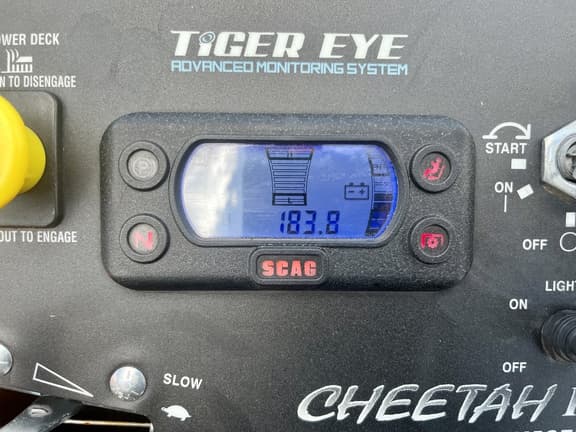 TIGER EYE
ADVANCED MONITORING SYSTEM
OWER DECK
N TO DISENGAGE
OUT TO ENGAGE
183.8
SCAG
N
START
ON
OFF
LIGH
ON
OFF
SLOW
CHEETAH